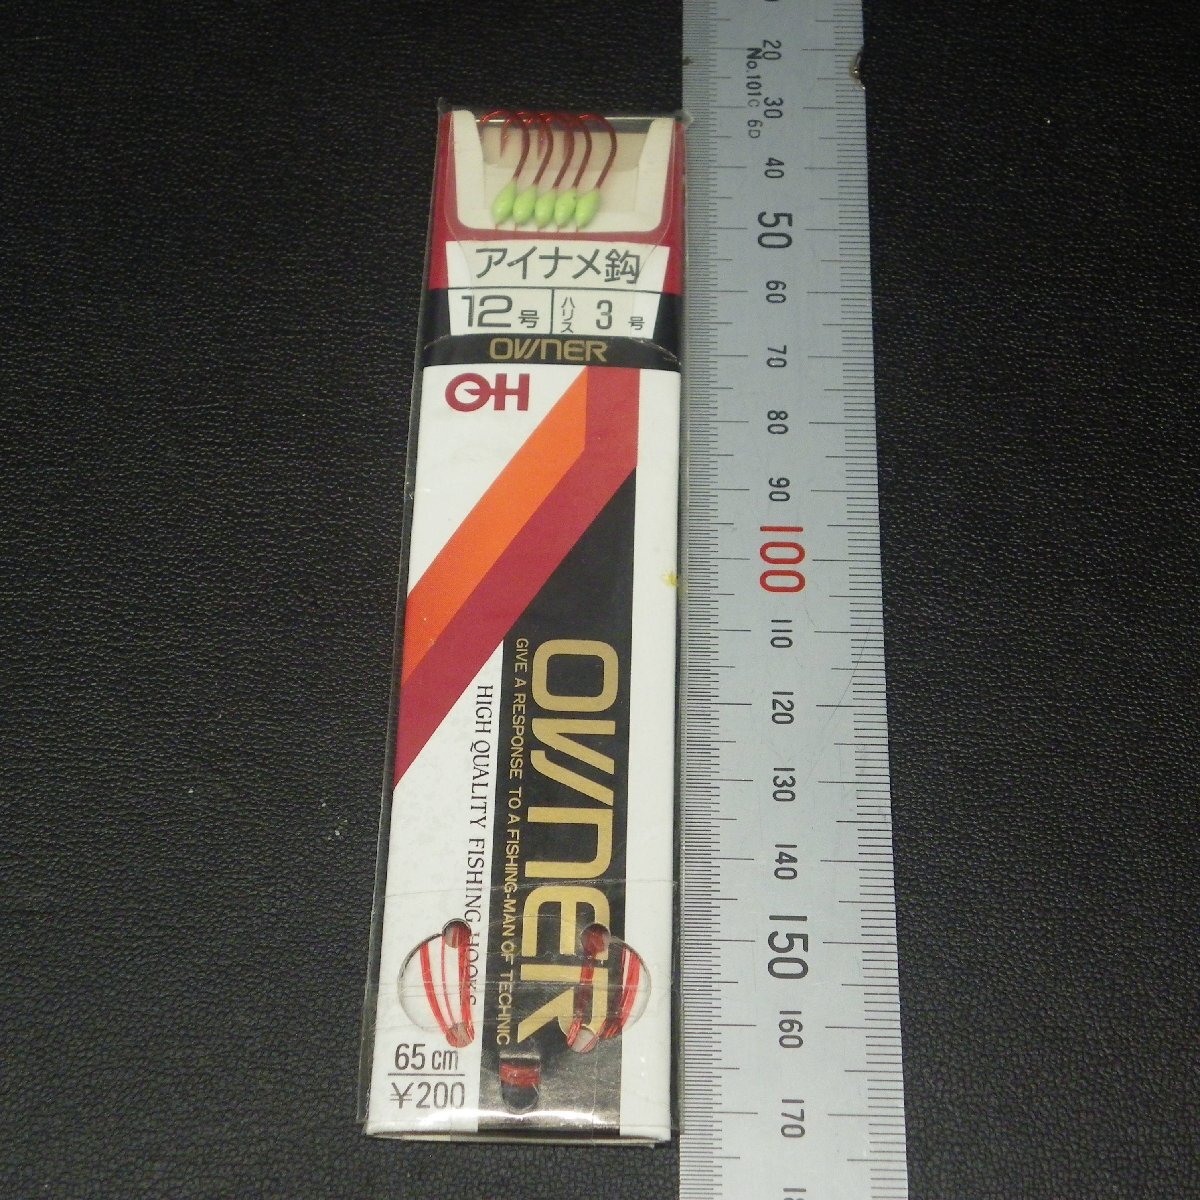 アイナメ鈎
12号 ハリス 3号
OWNER
OH
OWNER
GIVE A RESPONSE TO A FISHING-MAN OF TECHNIC
HIGH QUALITY FISHING HOOKS
65cm
¥200
20
No.101C 6D
30
40
50
60
70
80
90
100
110
120
130
140
150
160
170